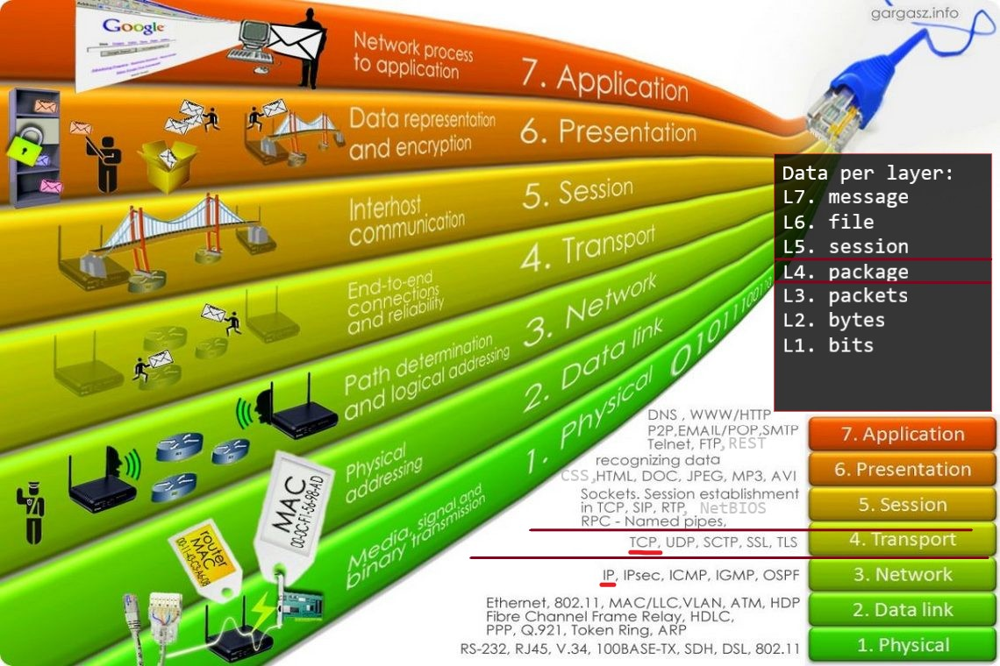 gargasz.info
Google
Network process
to application
7. Application
Data representation
and encryption
6. Presentation
Interhost
communication
5. Session
End-to-end
connections
and reliability
4. Transport
Path determination
and logical addressing
3. Network
Physical
addressing
2. Data link
Media, signal and
binary transmission
1. Physical
MAC
router
MAC
Data per layer:
L7. message
L6. file
L5. session
L4. package
L3. packets
L2. bytes
L1. bits
DNS , WWW/HTTP
P2P,EMAIL/POP,SMTP
Telnet, FTP,REST
7. Application
recognizing data
CSS,HTML, DOC, JPEG, MP3, AVI
6. Presentation
Sockets. Session establishment
in TCP, SIP, RTP, NetBIOS
RPC - Named pipes,
5. Session
TCP, UDP, SCTP, SSL, TLS
4. Transport
IP, IPsec, ICMP, IGMP, OSPF
3. Network
Ethernet, 802.11, MAC/LLC,VLAN, ATM, HDP
Fibre Channel Frame Relay, HDLC,
PPP, Q.921, Token Ring, ARP
2. Data link
RS-232, RJ45, V.34, 100BASE-TX, SDH, DSL, 802.11
1. Physical